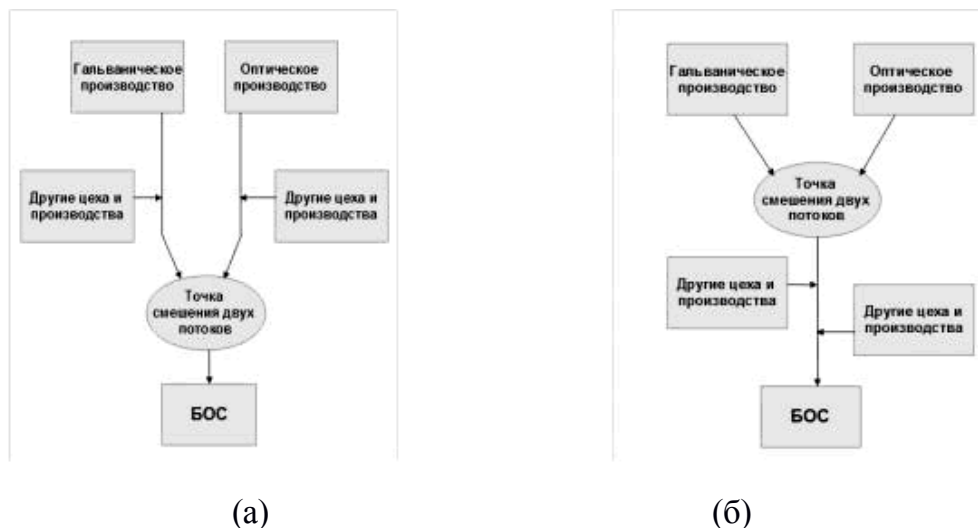 Гальваническое
производство
Оптическое
производство
Другие цеха и
производства
Другие цеха и
производства
Точка
смешения двух
потоков
БОС
(а)
Гальваническое
производство
Оптическое
производство
Точка
смешения двух
потоков
Другие цеха и
производства
Другие цеха и
производства
БОС
(б)